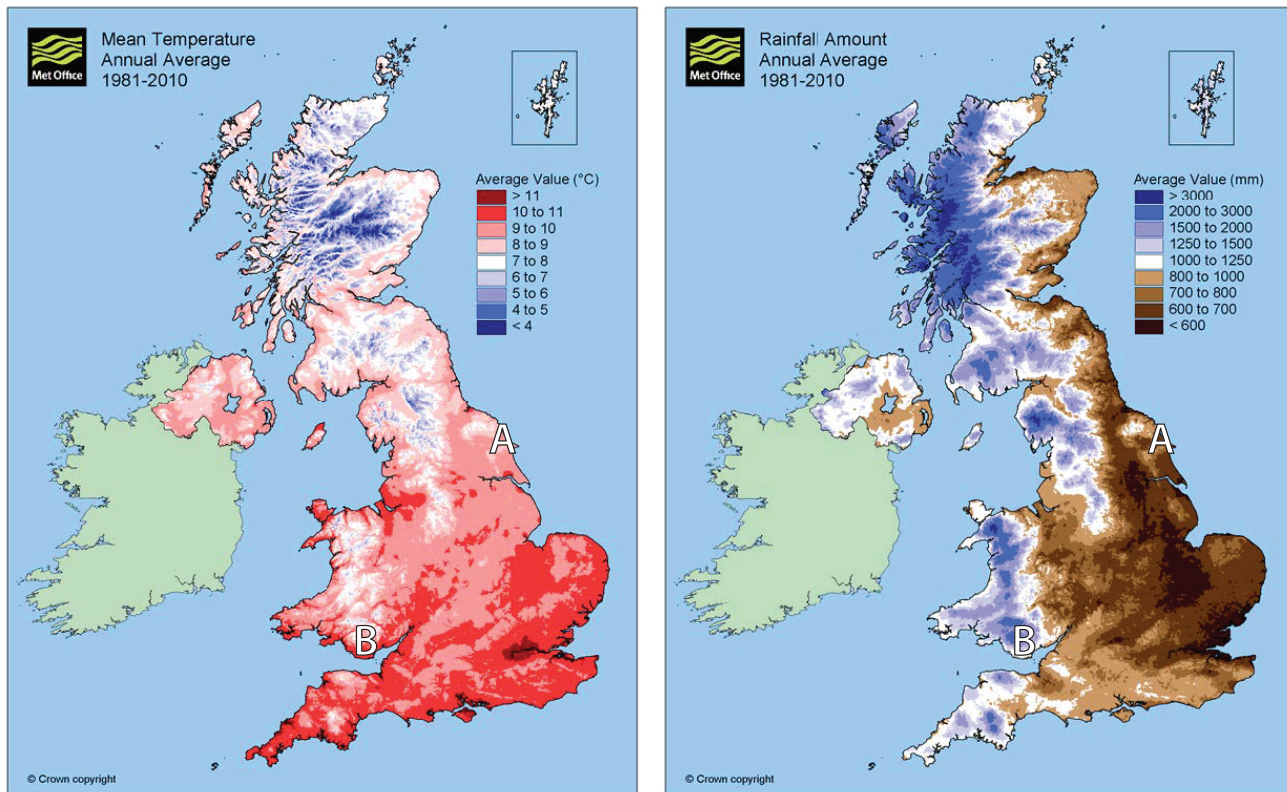 Met Office
Mean Temperature
Annual Average
1981-2010
Average Value (°C)
> 11
10 to 11
9 to 10
8 to 9
7 to 8
6 to 7
5 to 6
4 to 5
< 4
A
B
© Crown copyright
Met Office
Rainfall Amount
Annual Average
1981-2010
Average Value (mm)
> 3000
2000 to 3000
1500 to 2000
1250 to 1500
1000 to 1250
800 to 1000
700 to 800
600 to 700
< 600
A
B
© Crown copyright